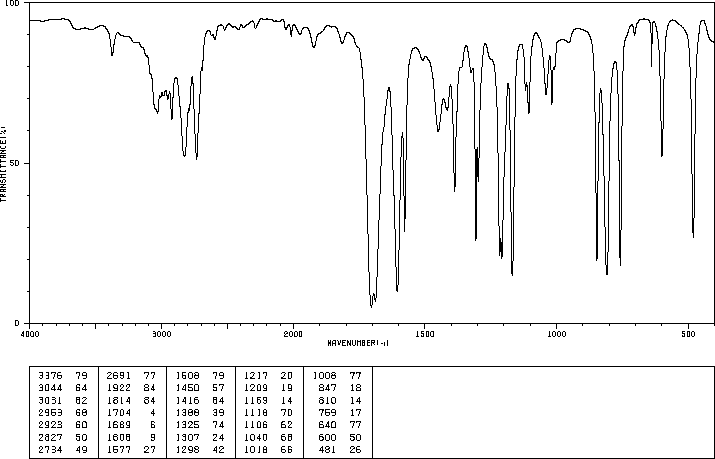 100
50
0
TRANSMITTANCE(%)
4000 3000 2000 1500 1000 500
WAVENUMBER(-1)
3376 79 2691 77 1508 79 1217 20 1008 77
3044 64 1922 84 1450 57 1209 19 847 18
3031 62 1814 84 1416 64 1169 14 810 14
2959 68 1704 4 1388 39 1118 70 759 17
2923 60 1689 6 1325 74 1106 62 640 77
2827 50 1606 9 1307 24 1040 68 600 50
2734 49 1577 27 1298 42 1018 66 481 26